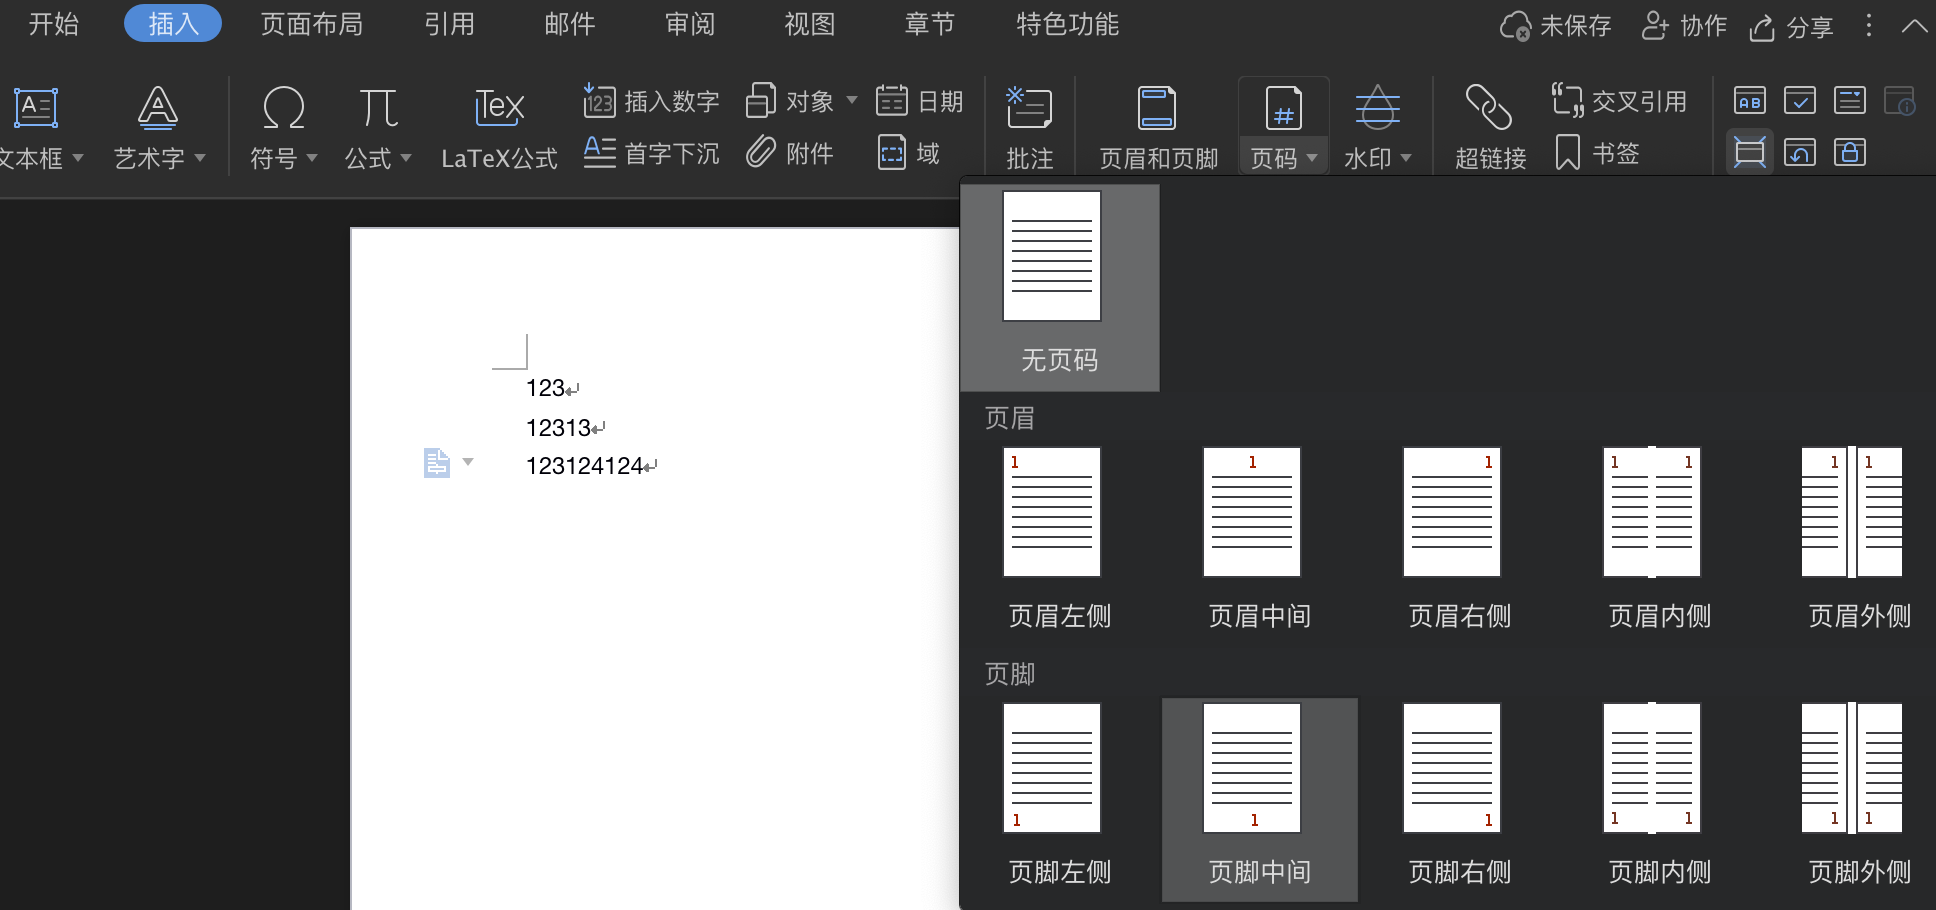 开始 插入 页面布局 引用 邮件 审阅 视图 章节 特色功能 未保存 协作 分享
插入数字 对象 日期 交叉引用
文本框 艺术字 符号 公式 LaTeX公式 首字下沉 附件 域 批注 页眉和页脚 页码 水印 超链接 书签
123
12313
123124124
无页码
页眉
1 1 1 1 1 1 1
页眉左侧 页眉中间 页眉右侧 页眉内侧 页眉外侧
页脚
1 1 1 1 1 1 1
页脚左侧 页脚中间 页脚右侧 页脚内侧 页脚外侧